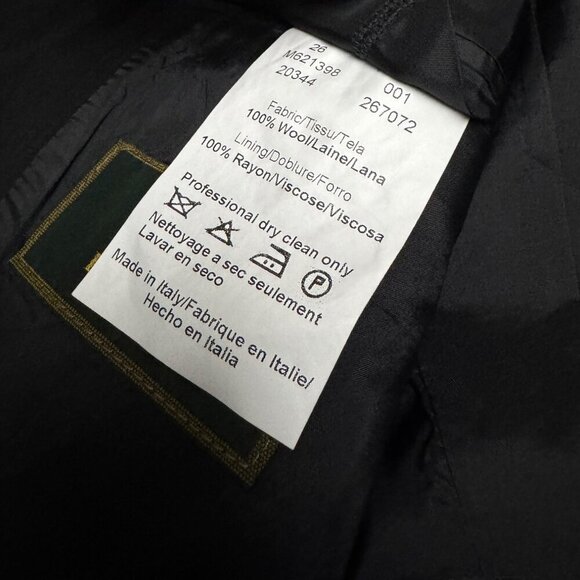 26
M621398 001
20344 267072
Fabric/Tissu/Tela
100% Wool/Laine/Lana
Lining/Doblure/Forro
100% Rayon/Viscose/Viscosa
P
Professional dry clean only
Nettoyage a sec seulement
Lavar en seco
Made in Italy/Fabrique en Italie/
Hecho en Italia